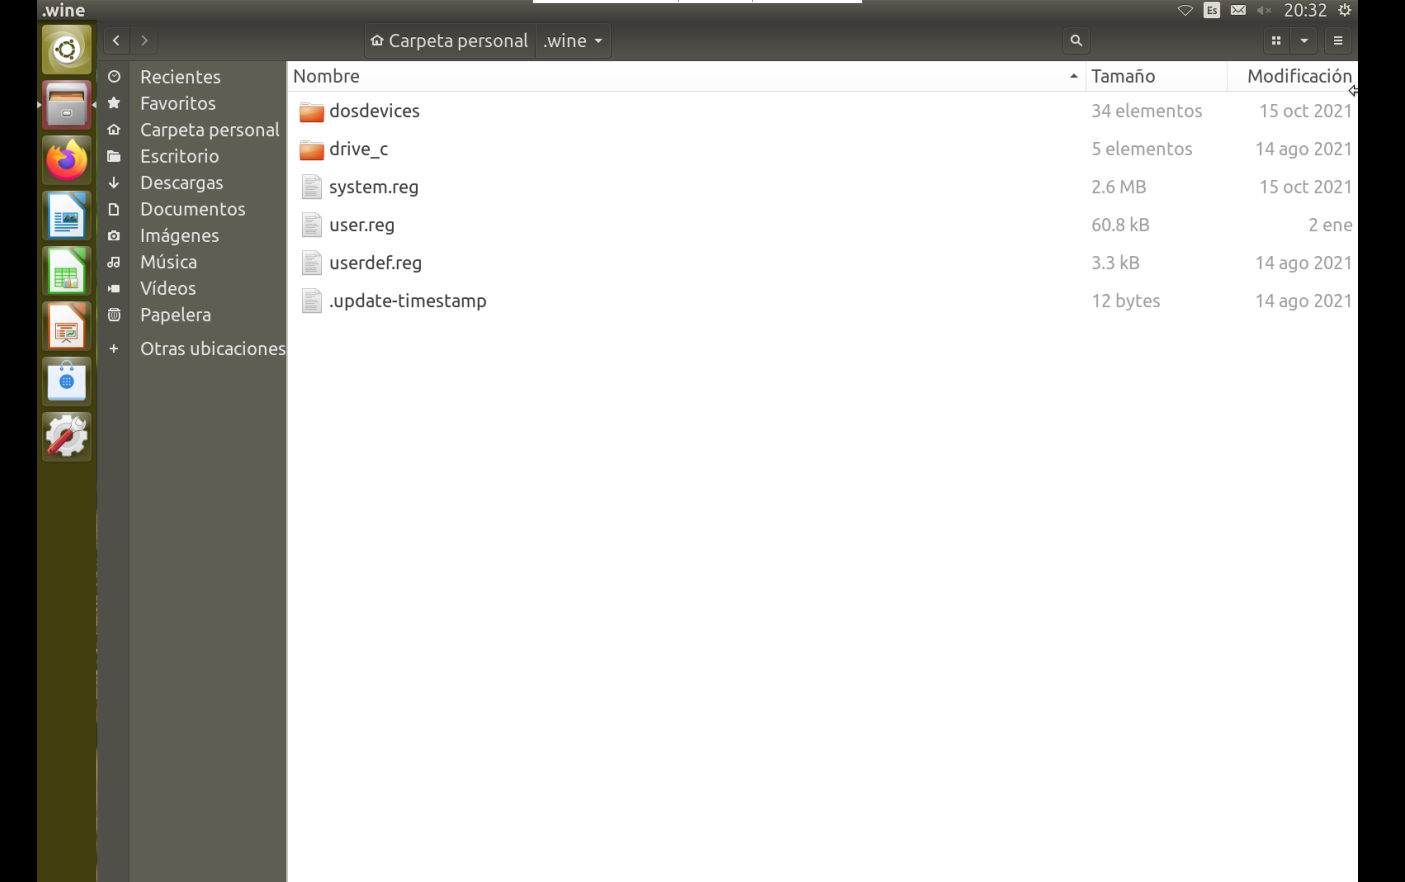 .wine
Es
20:32
Carpeta personal
.wine
Recientes
Favoritos
Carpeta personal
Escritorio
Descargas
Documentos
Imágenes
Música
Vídeos
Papelera
Otras ubicaciones
Nombre Tamaño Modificación
dosdevices 34 elementos 15 oct 2021
drive_c 5 elementos 14 ago 2021
system.reg 2.6 MB 15 oct 2021
user.reg 60.8 kB 2 ene
userdef.reg 3.3 kB 14 ago 2021
.update-timestamp 12 bytes 14 ago 2021